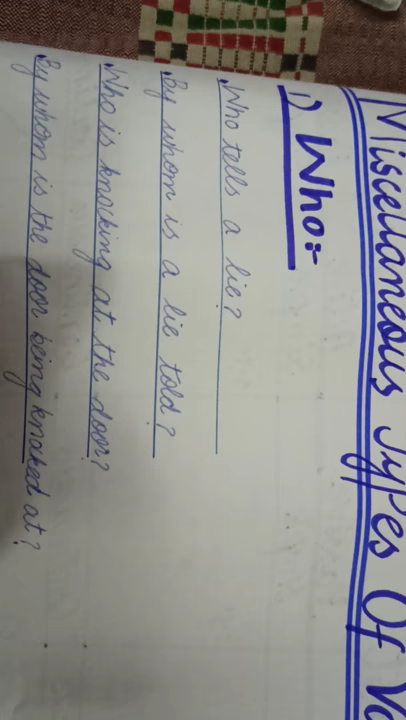 Miscellaneous Types Of
1) Who:-
Who tells a lie?
By whom is a lie told?
Who is knocking at the door?
By whom is the door being knocked at?